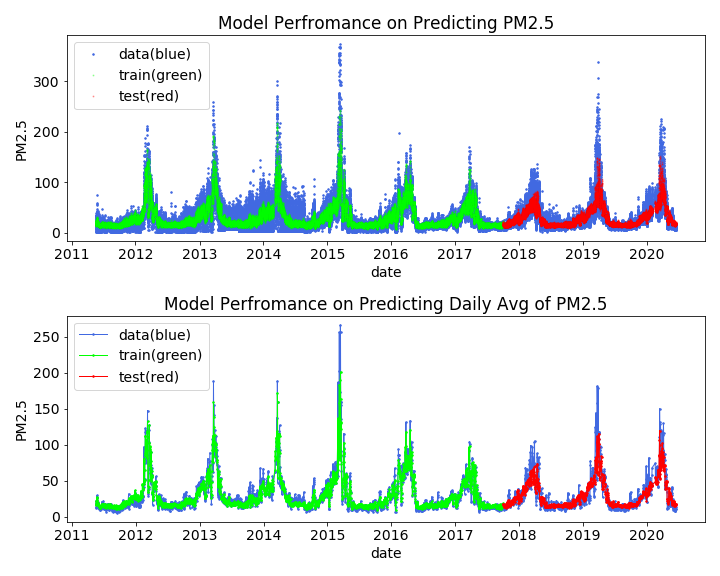 Model Perfromance on Predicting PM2.5
data(blue)
train(green)
test(red)
PM2.5
300
200
100
0
2011 2012 2013 2014 2015 2016 2017 2018 2019 2020
date
Model Perfromance on Predicting Daily Avg of PM2.5
data(blue)
train(green)
test(red)
PM2.5
250
200
150
100
50
0
2011 2012 2013 2014 2015 2016 2017 2018 2019 2020
date